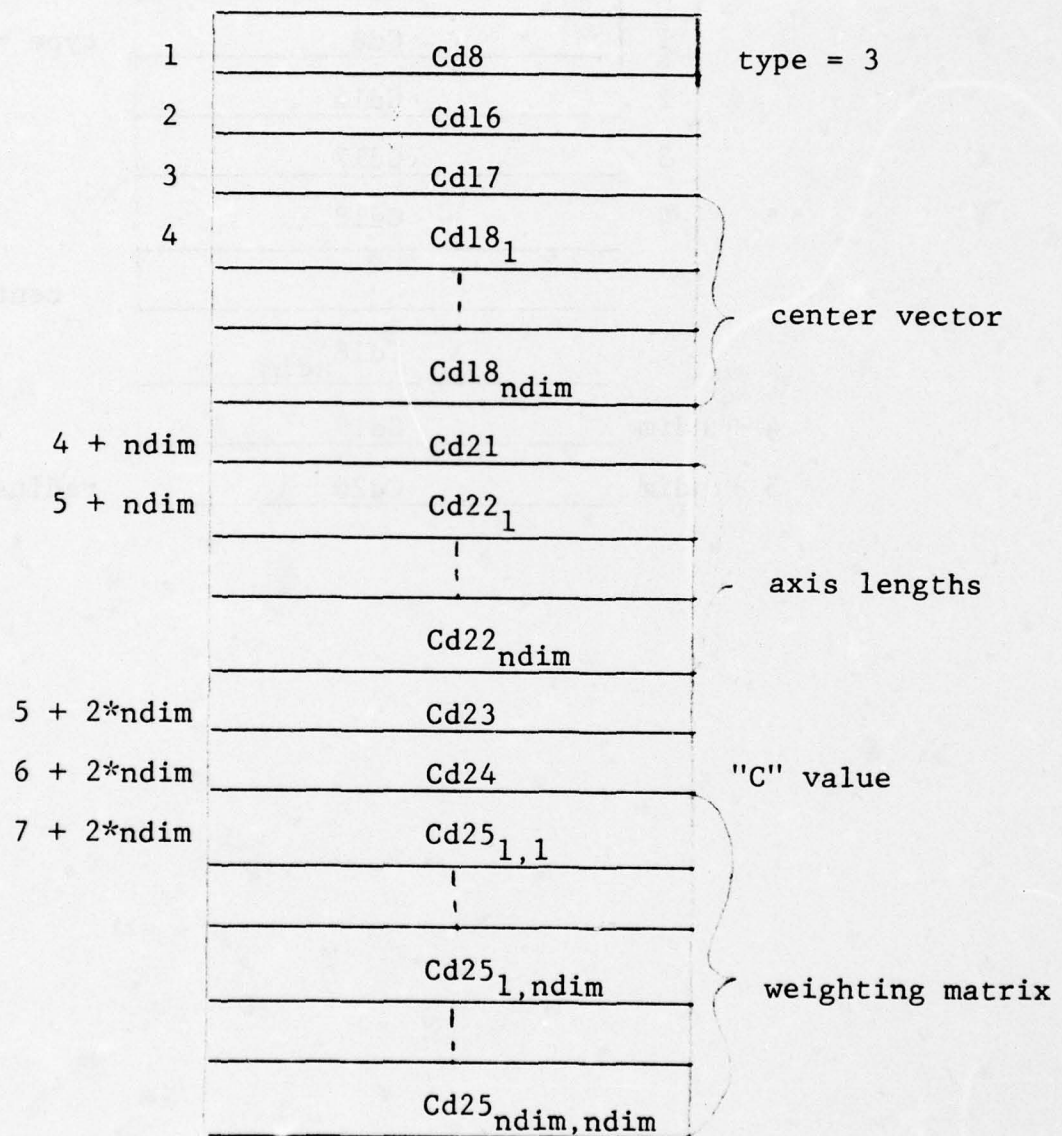 1 Cd8 type = 3
2 Cd16
3 Cd17
4 Cd18 1
center vector
Cd18 ndim
4 + ndim Cd21
5 + ndim Cd22 1
axis lengths
Cd22 ndim
5 + 2*ndim Cd23
6 + 2*ndim Cd24 "C" value
7 + 2*ndim Cd25 1,1
Cd25 1,ndim
weighting matrix
Cd25 ndim,ndim